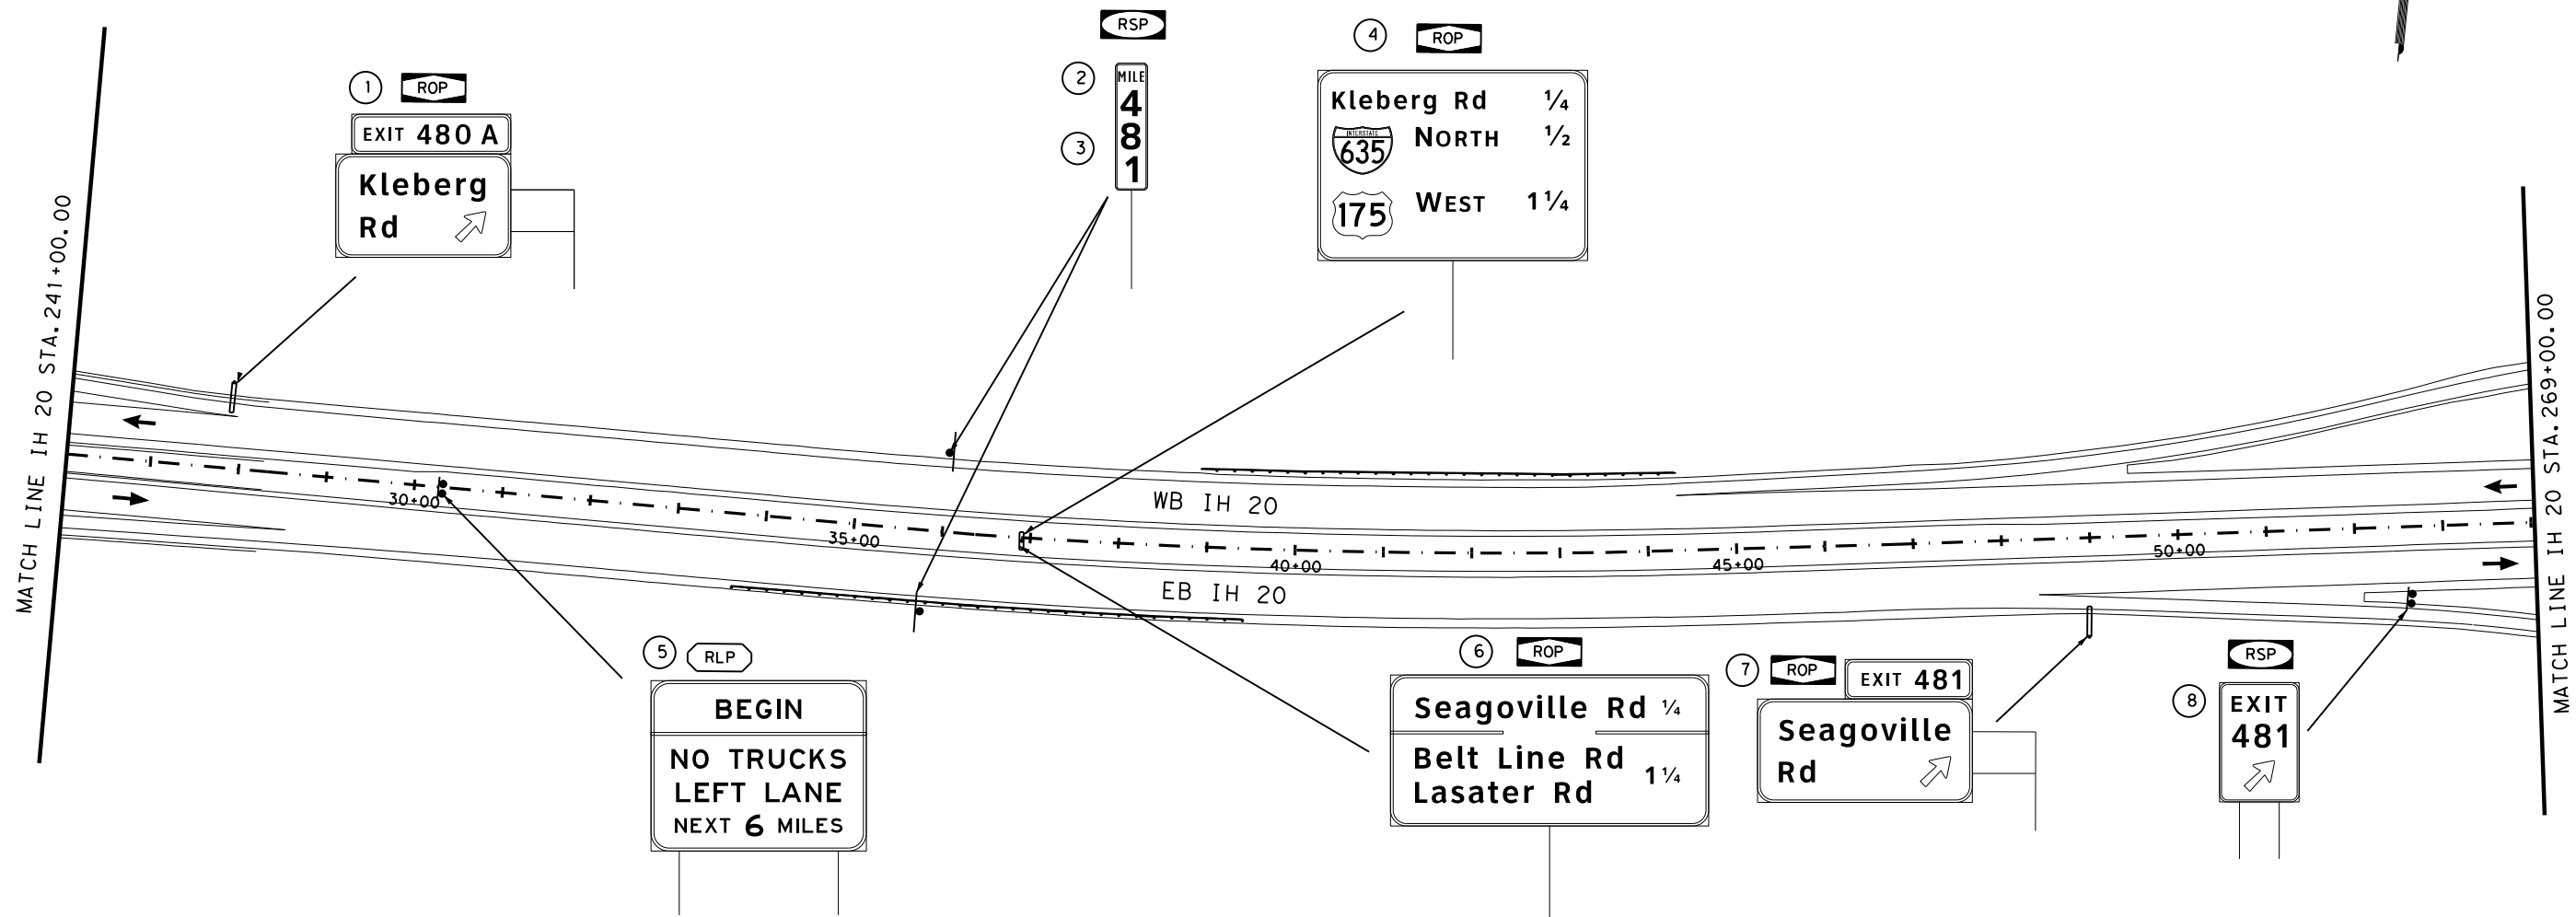 RSP
4
ROP
1
ROP
2
MILE
4
8
1
3
Kleberg Rd ¼
INTERSTATE
635
NORTH ½
175
WEST 1¼
EXIT 480 A
Kleberg
Rd
MATCH LINE IH 20 STA.241+00.00
MATCH LINE IH 20 STA.269+00.00
WB IH 20
30+00
35+00
40+00
45+00
50+00
EB IH 20
5
RLP
BEGIN
NO TRUCKS
LEFT LANE
NEXT 6 MILES
6
ROP
Seagoville Rd ¼
Belt Line Rd
Lasater Rd
1¼
7
ROP
EXIT 481
Seagoville
Rd
RSP
8
EXIT
481